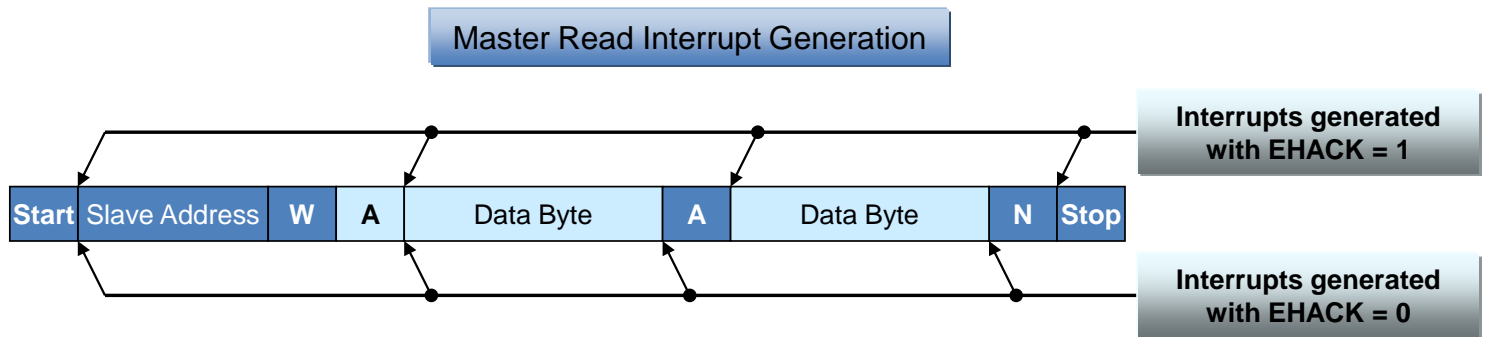 Master Read Interrupt Generation
Interrupts generated
with EHACK = 1
Start Slave Address W A Data Byte A Data Byte N Stop
Interrupts generated
with EHACK = 0